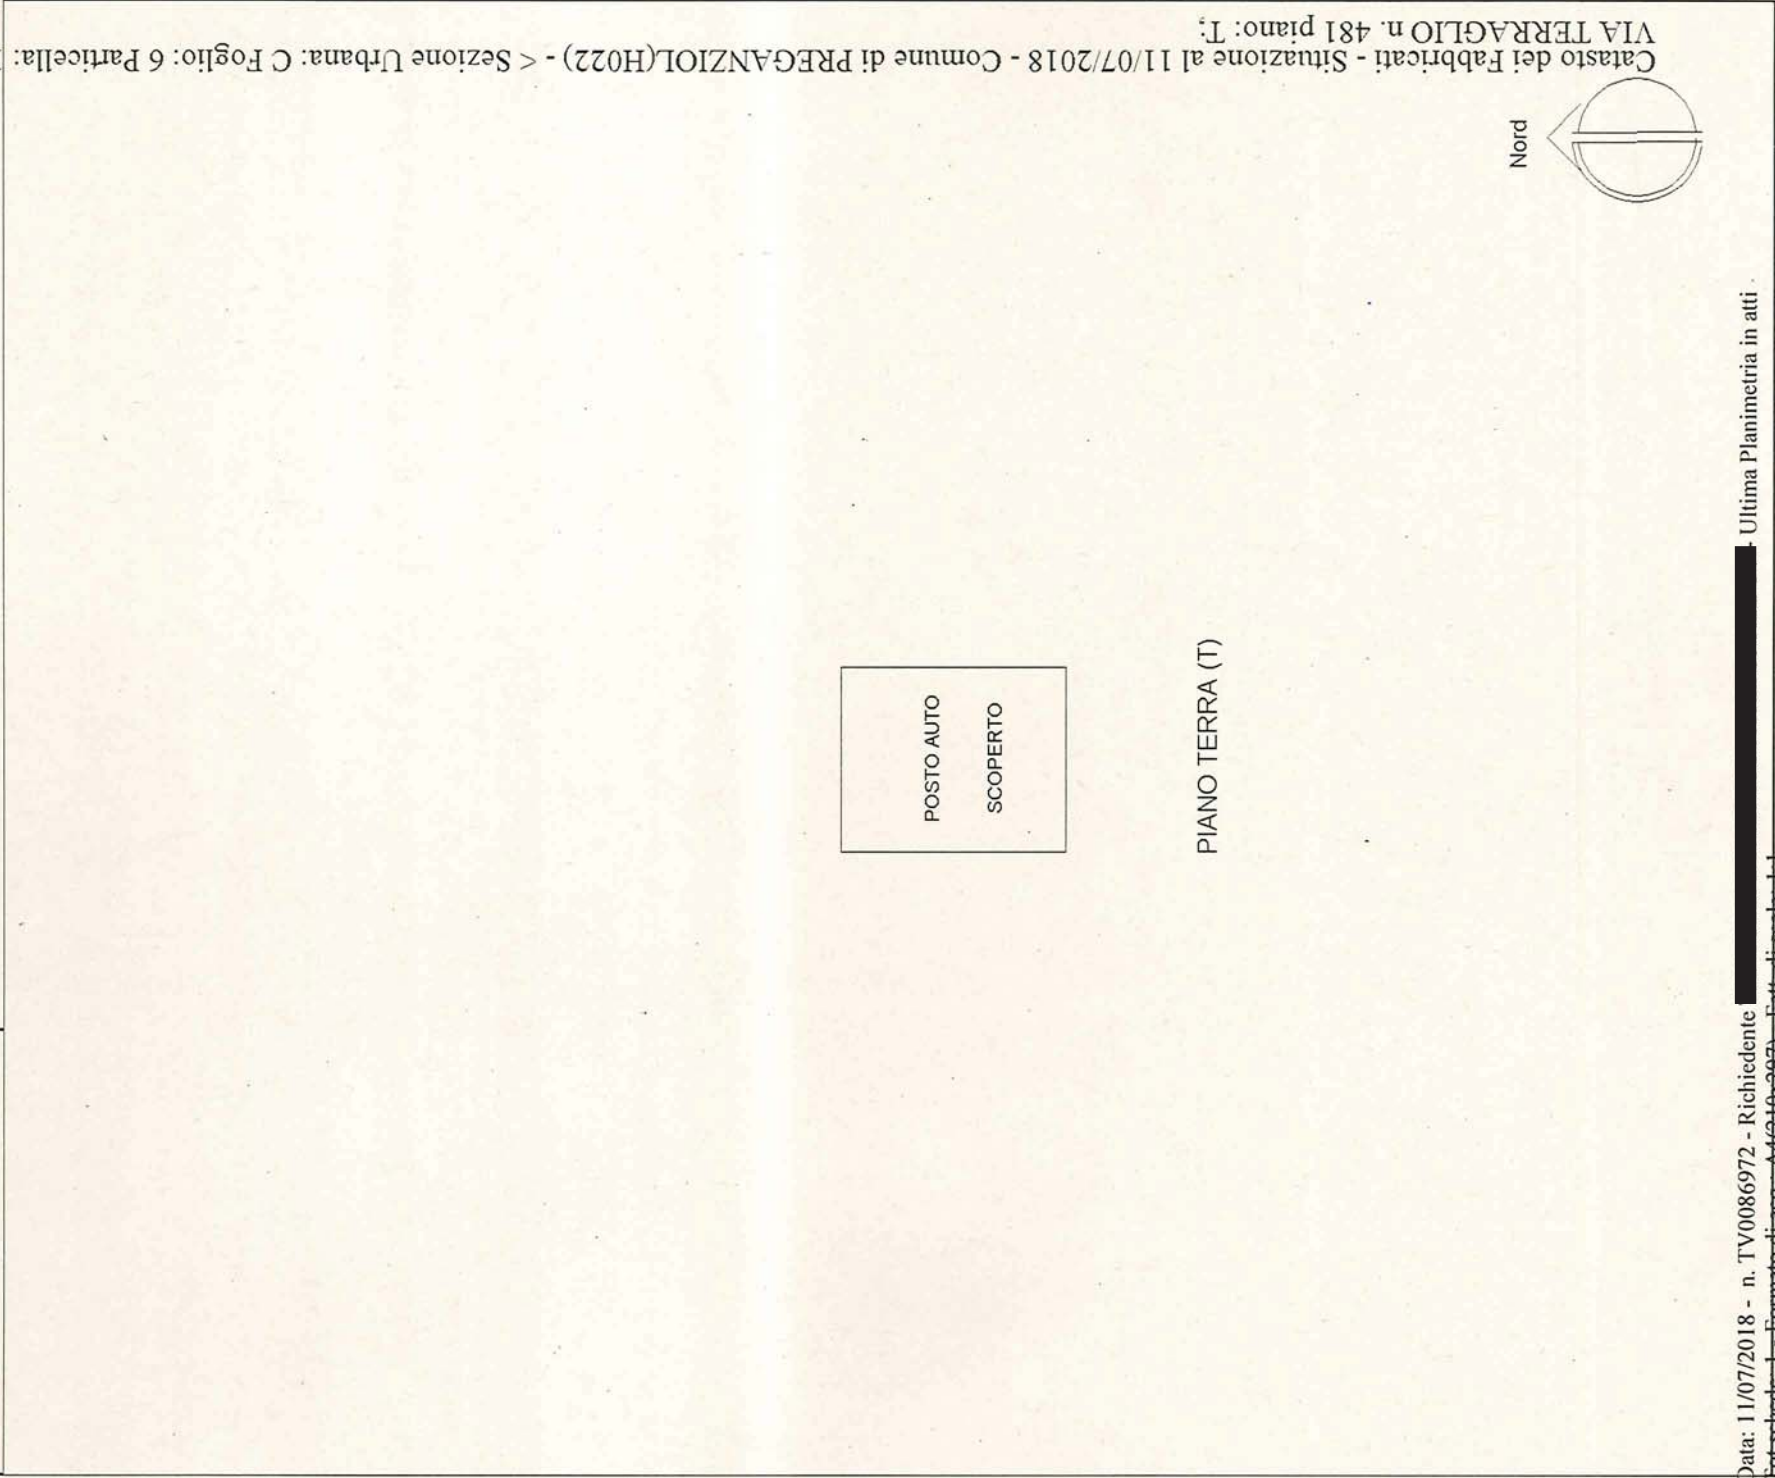 Catasto dei Fabbricati - Situazione al 11/07/2018 - Comune di PREGANZIOL(H022) - < Sezione Urbana: C Foglio: 6 Particella:
VIA TERRAGLIO n. 481 piano: T;
Nord
POSTO AUTO
SCOPERTO
PIANO TERRA (T)
Data: 11/07/2018 - n. TV0086972 - Richiedente - Ultima Planimetria in atti